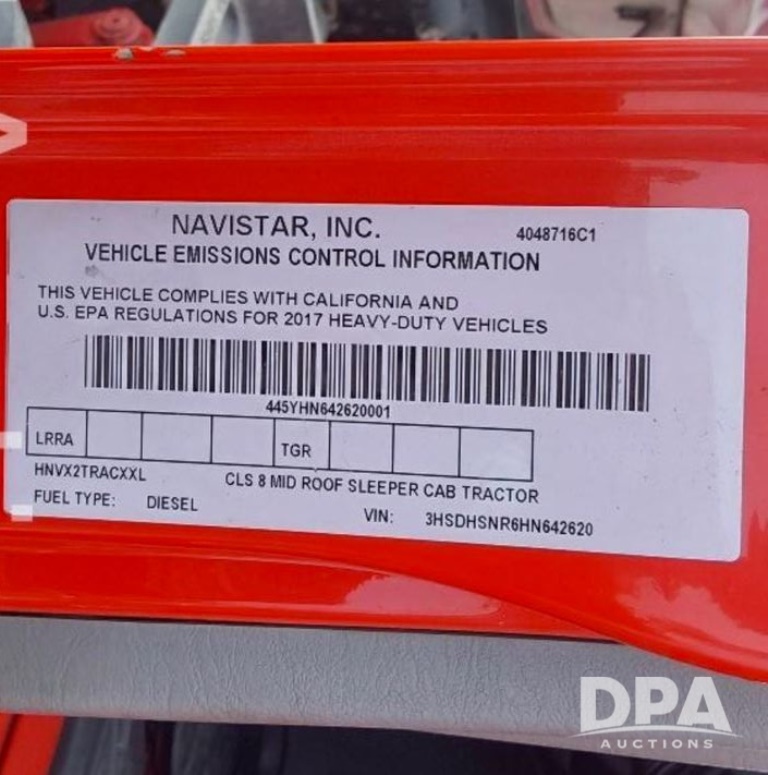 NAVISTAR, INC.
4048716C1
VEHICLE EMISSIONS CONTROL INFORMATION
THIS VEHICLE COMPLIES WITH CALIFORNIA AND
U.S. EPA REGULATIONS FOR 2017 HEAVY-DUTY VEHICLES
445YHN642620001
LRRA TGR
HNVX2TRACXXL CLS 8 MID ROOF SLEEPER CAB TRACTOR
FUEL TYPE: DIESEL VIN: 3HSDHSNR6HN642620
DPA
AUCTIONS